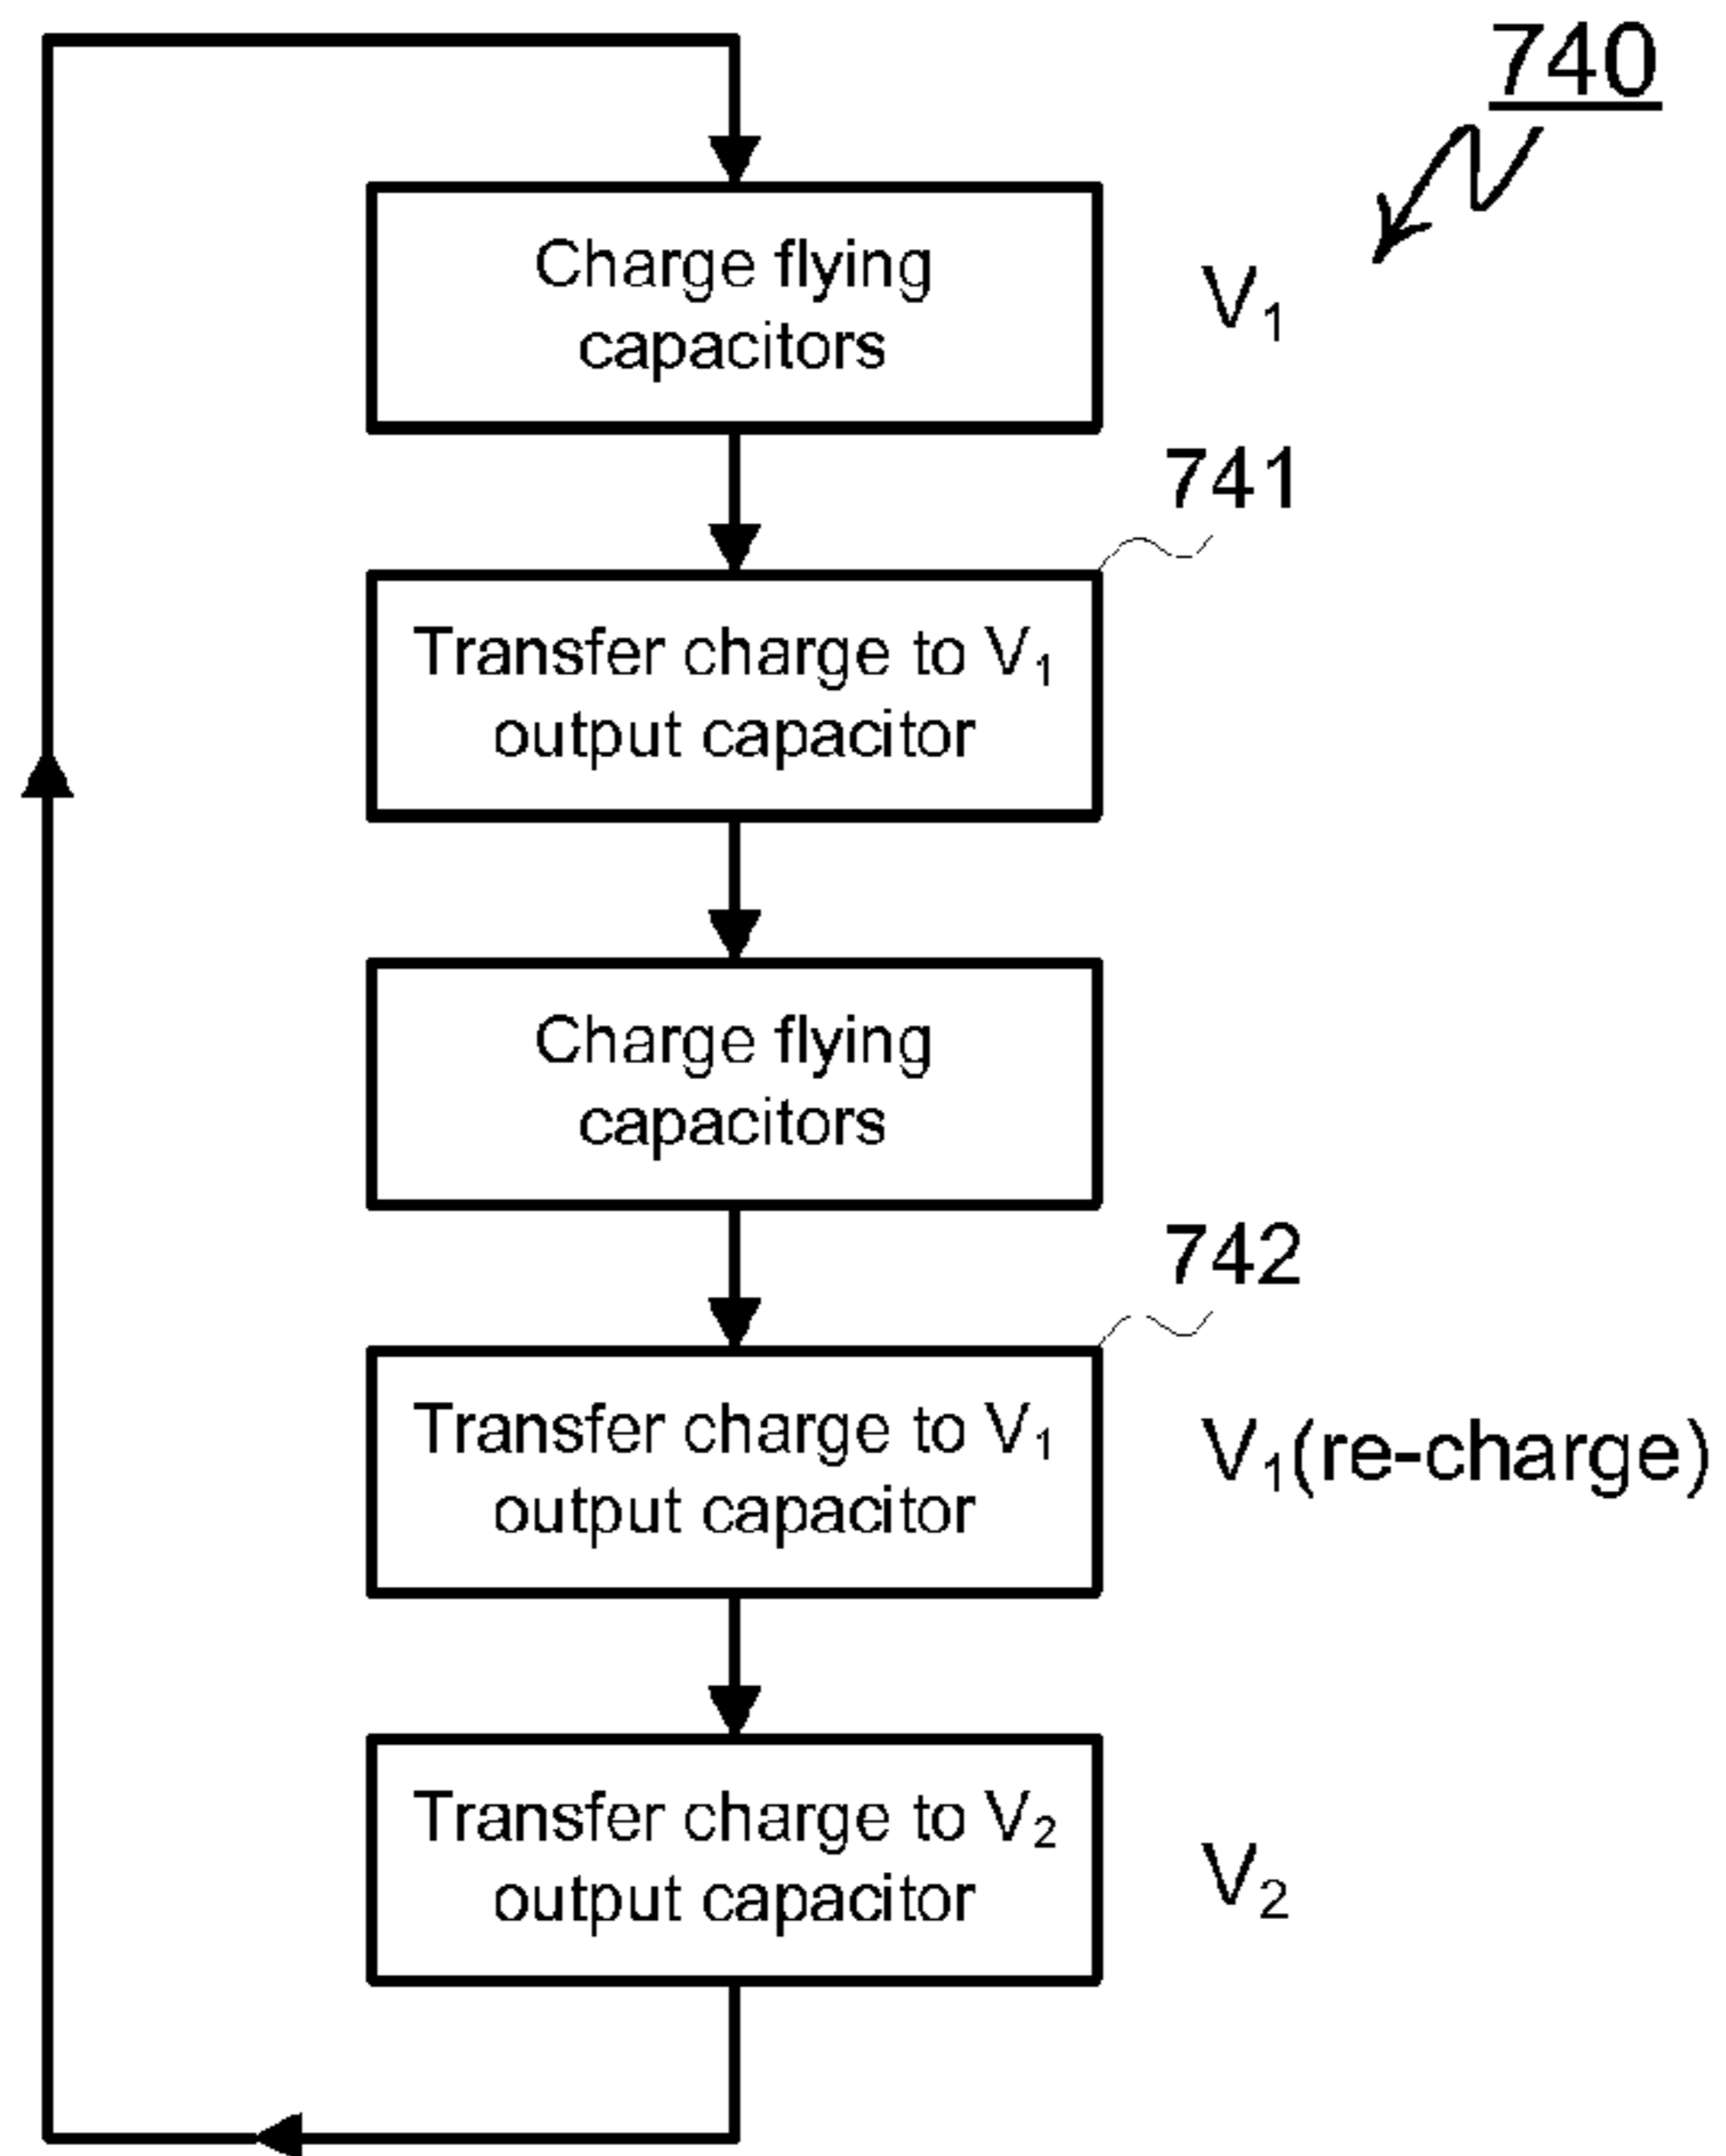 740
Charge flying
capacitors
V₁
741
Transfer charge to V₁
output capacitor
Charge flying
capacitors
742
Transfer charge to V₁
output capacitor
V₁(re-charge)
Transfer charge to V₂
output capacitor
V₂